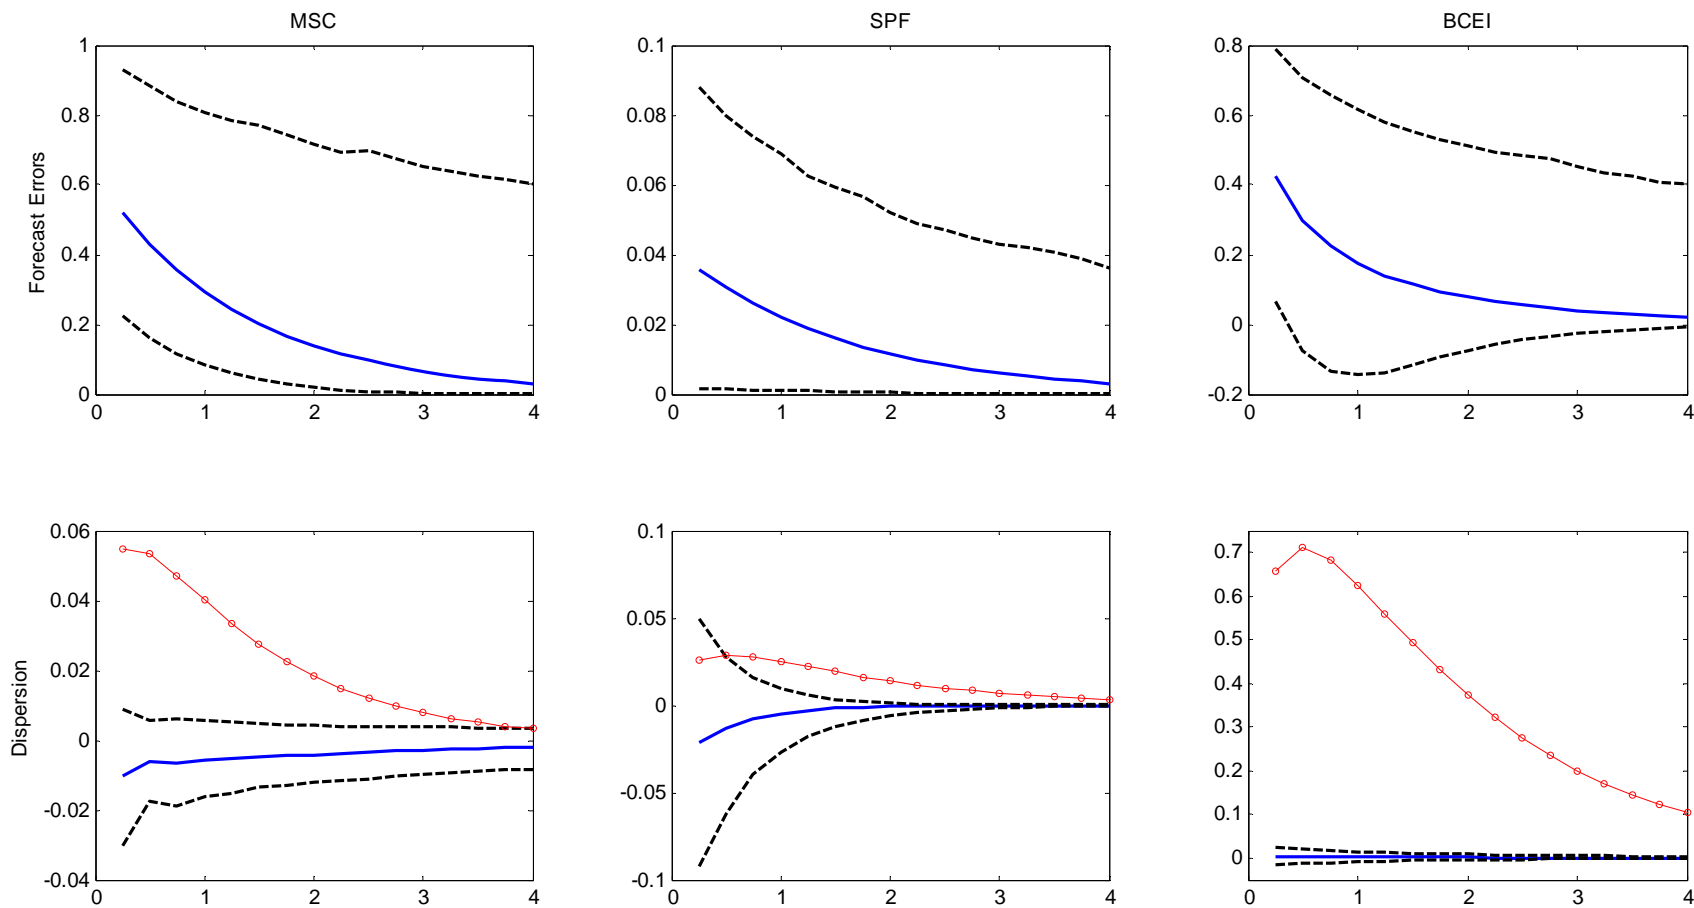 MSC SPF BCEI
1 0.1 0.8
0.8 0.08 0.6
0.6 0.06 0.4
0.4 0.04 0.2
0.2 0.02 0
0 0 -0.2
Forecast Errors
0 1 2 3 4 0 1 2 3 4 0 1 2 3 4
0.06 0.1 0.7
0.04 0.05 0.6
0.02 0 0.5
0 -0.05 0.4
-0.02 -0.1 0.3
-0.04 0.2
0.1
0
Dispersion
0 1 2 3 4 0 1 2 3 4 0 1 2 3 4